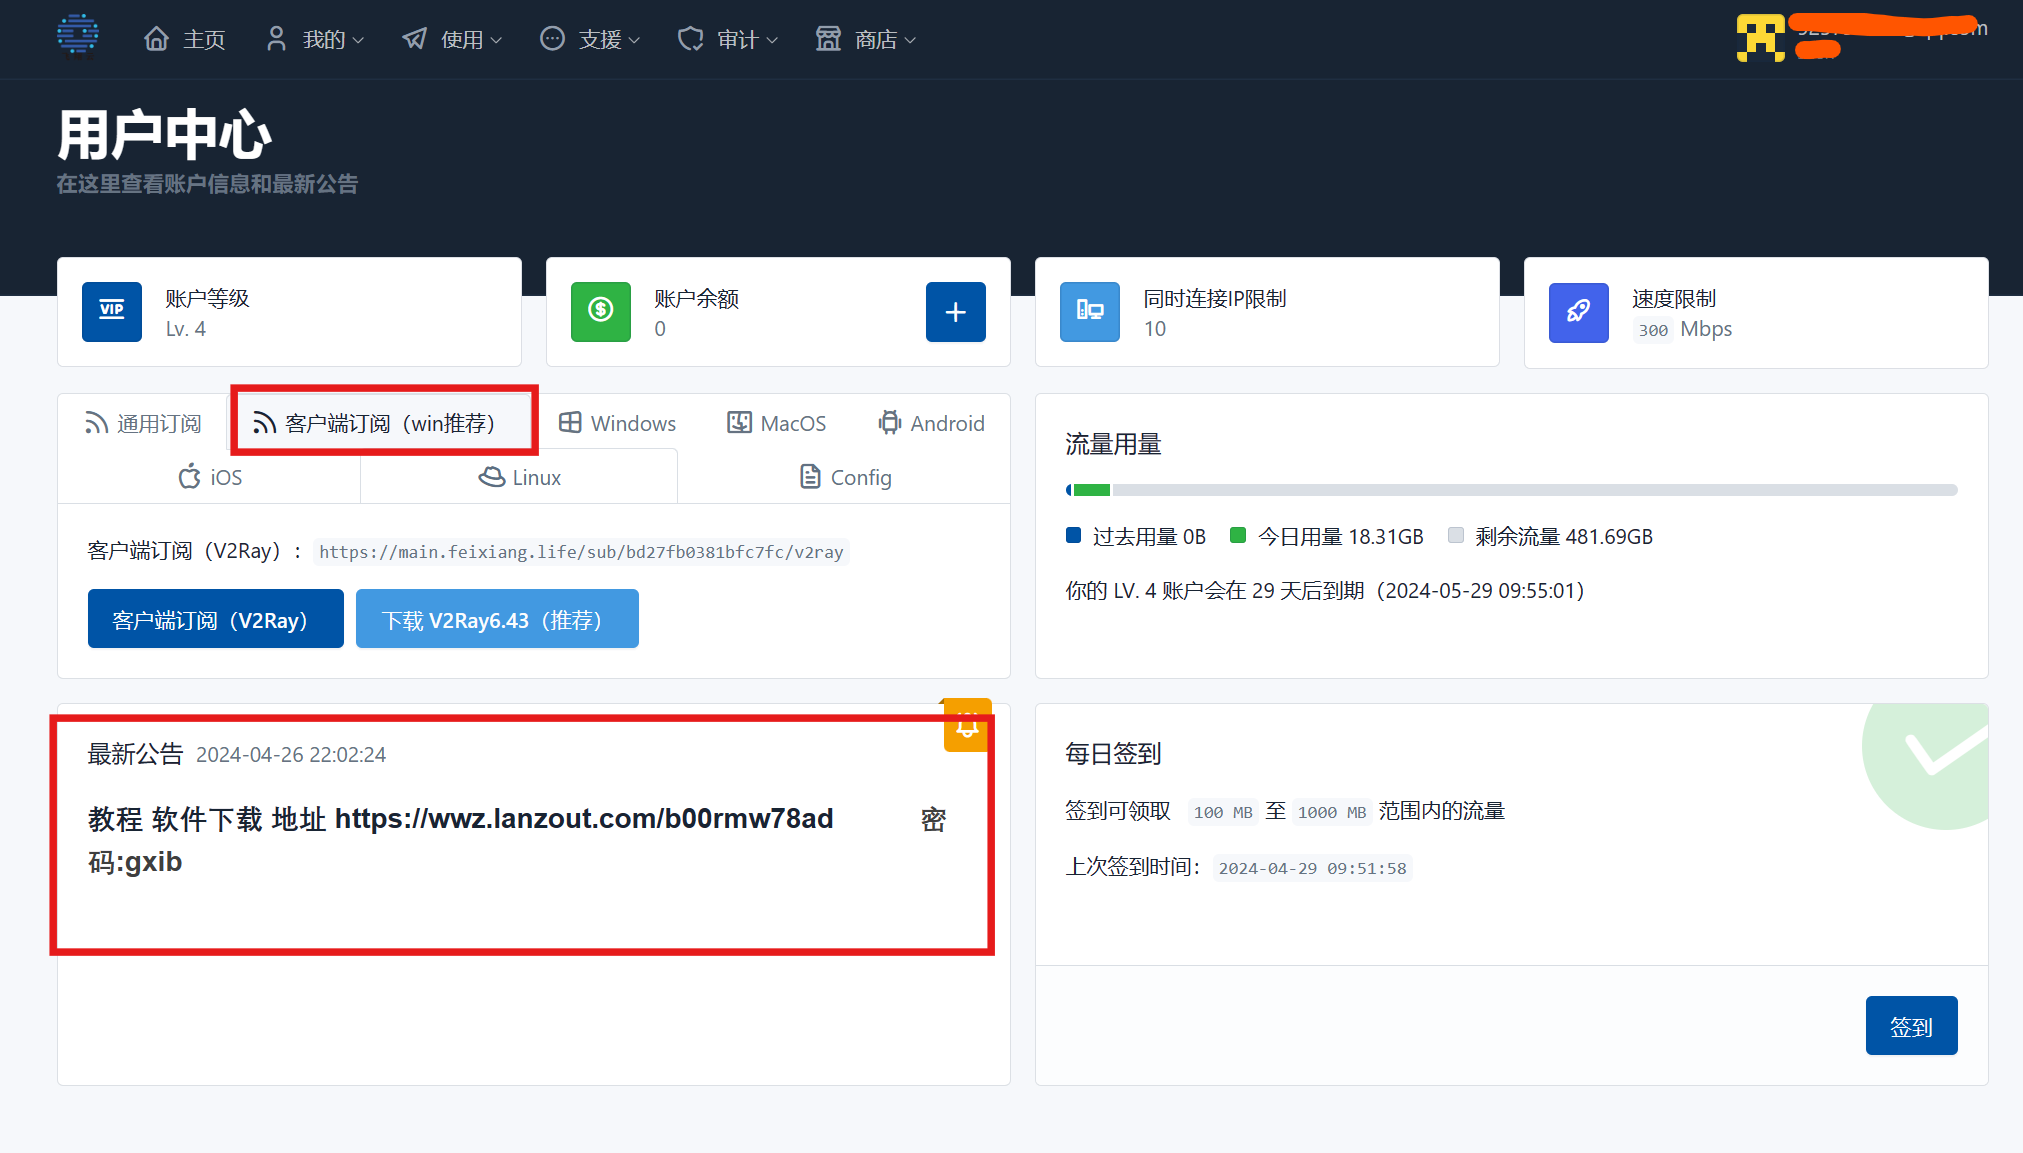 主页
我的
使用
支援
审计
商店
用户中心
在这里查看账户信息和最新公告
VIP
账户等级
Lv. 4
账户余额
0
同时连接IP限制
10
速度限制
300 Mbps
通用订阅
客户端订阅（win推荐）
Windows
MacOS
Android
iOS
Linux
Config
客户端订阅（V2Ray）： https://main.feixiang.life/sub/bd27fb0381bfc7fc/v2ray
客户端订阅（V2Ray）
下载 V2Ray6.43（推荐）
流量用量
过去用量 0B 今日用量 18.31GB 剩余流量 481.69GB
你的 LV. 4 账户会在 29 天后到期（2024-05-29 09:55:01）
最新公告 2024-04-26 22:02:24
教程 软件下载 地址 https://wwz.lanzout.com/b00rmw78ad 密
码:gxib
每日签到
签到可领取 100 MB 至 1000 MB 范围内的流量
上次签到时间： 2024-04-29 09:51:58
签到